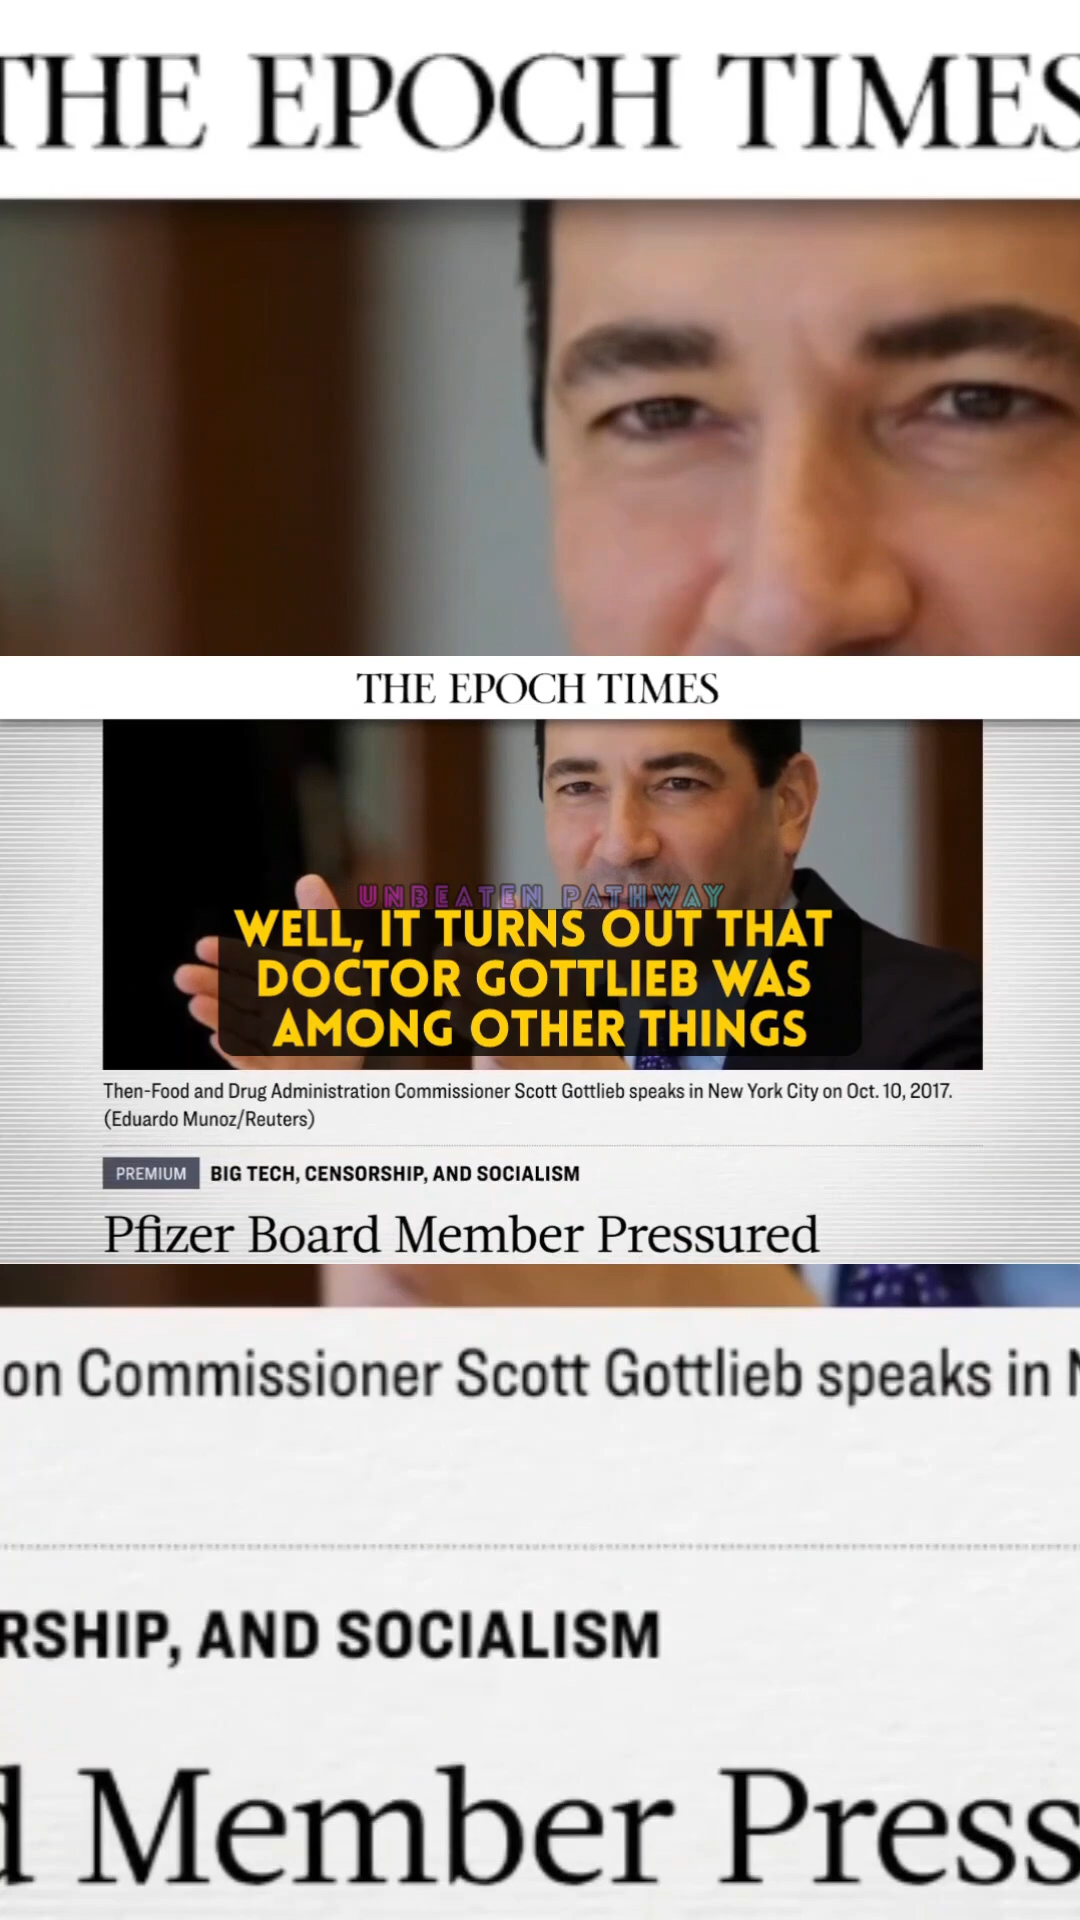 THE EPOCH TIMES
THE EPOCH TIMES
UNBEATEN PATHWAY
WELL, IT TURNS OUT THAT
DOCTOR GOTTLIEB WAS
AMONG OTHER THINGS
Then-Food and Drug Administration Commissioner Scott Gottlieb speaks in New York City on Oct. 10, 2017.
(Eduardo Munoz/Reuters)
PREMIUM BIG TECH, CENSORSHIP, AND SOCIALISM
Pfizer Board Member Pressured
on Commissioner Scott Gottlieb speaks in N
RSHIP, AND SOCIALISM
d Member Press